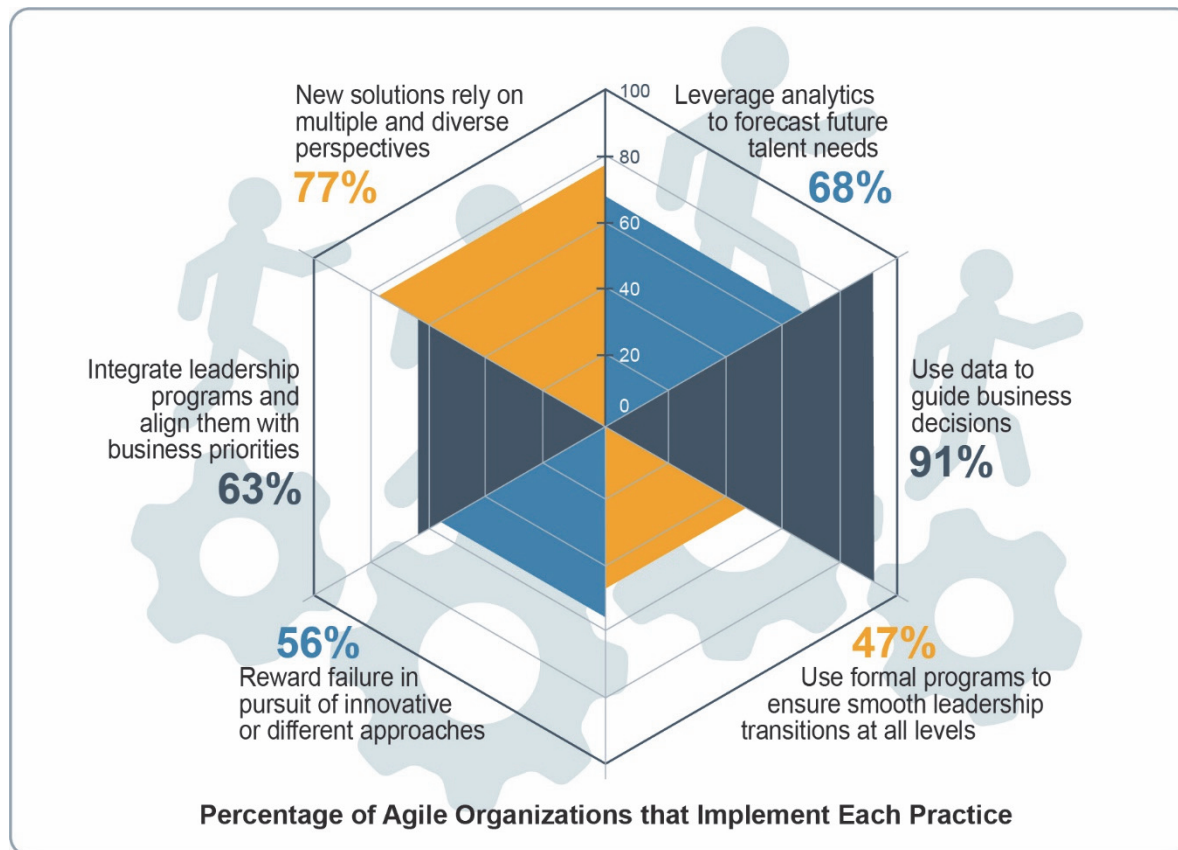 New solutions rely on
multiple and diverse
perspectives
77%
100
80
60
40
20
0
Leverage analytics
to forecast future
talent needs
68%
Integrate leadership
programs and
align them with
business priorities
63%
Use data to
guide business
decisions
91%
56%
Reward failure in
pursuit of innovative
or different approaches
47%
Use formal programs to
ensure smooth leadership
transitions at all levels
Percentage of Agile Organizations that Implement Each Practice